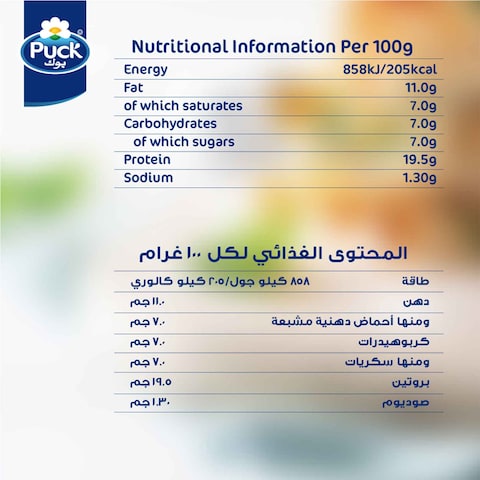 Puck
بوك
Nutritional Information Per 100g
Energy 858kJ/205kcal
Fat 11.0g
of which saturates 7.0g
Carbohydrates 7.0g
of which sugars 7.0g
Protein 19.5g
Sodium 1.30g
المحتوى الغذائي لكل ١٠٠ غرام
طاقة ٨٥٨ كيلو جول/٢٠٥ كيلو كالوري
دهن ١١.٠ جم
ومنها أحماض دهنية مشبعة ٧.٠ جم
كربوهيدرات ٧.٠ جم
ومنها سكريات ٧.٠ جم
بروتين ١٩.٥ جم
صوديوم ١.٣٠ جم